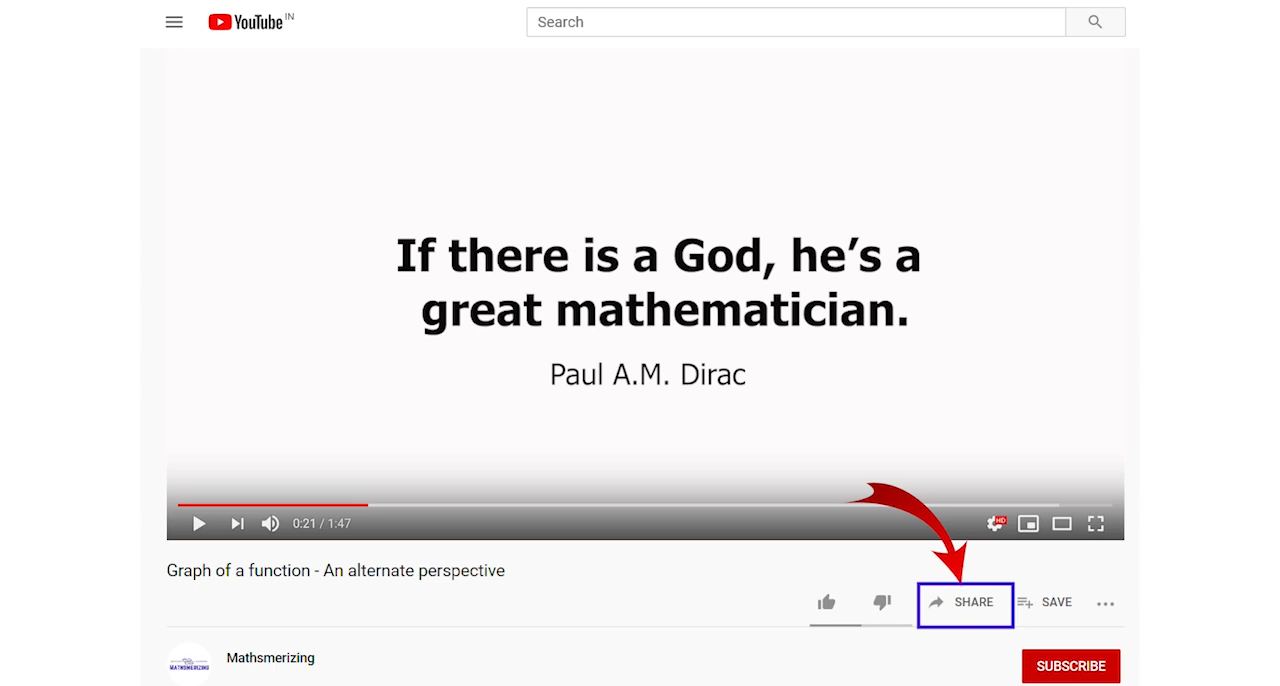 YouTube IN
Search
If there is a God, he's a
great mathematician.
Paul A.M. Dirac
HD
0:21 / 1:47
Graph of a function - An alternate perspective
SHARE
SAVE
MATHSMERIZING
Mathsmerizing
SUBSCRIBE